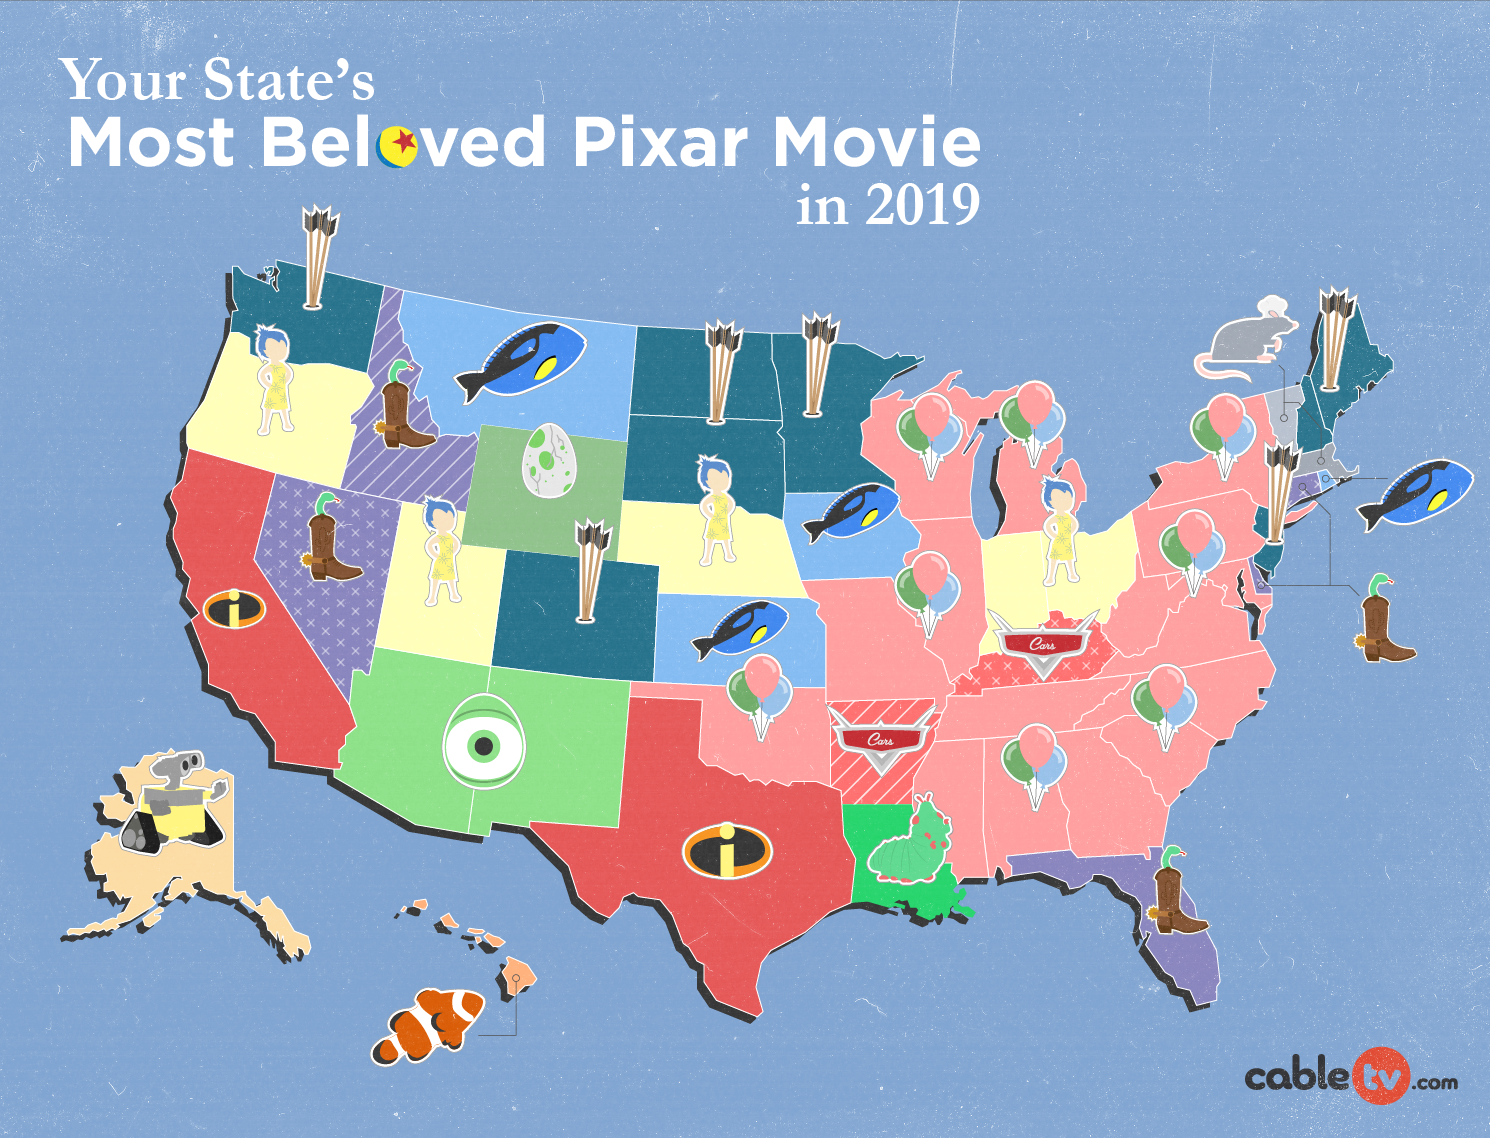 Your State's
Most Beloved Pixar Movie
in 2019
Cars
Cars
cabletv.com